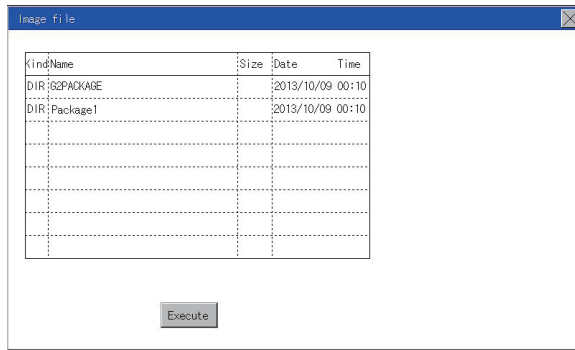 Image file
Kind Name Size Date Time
DIR G2PACKAGE 2013/10/09 00:10
DIR Package1 2013/10/09 00:10
Execute